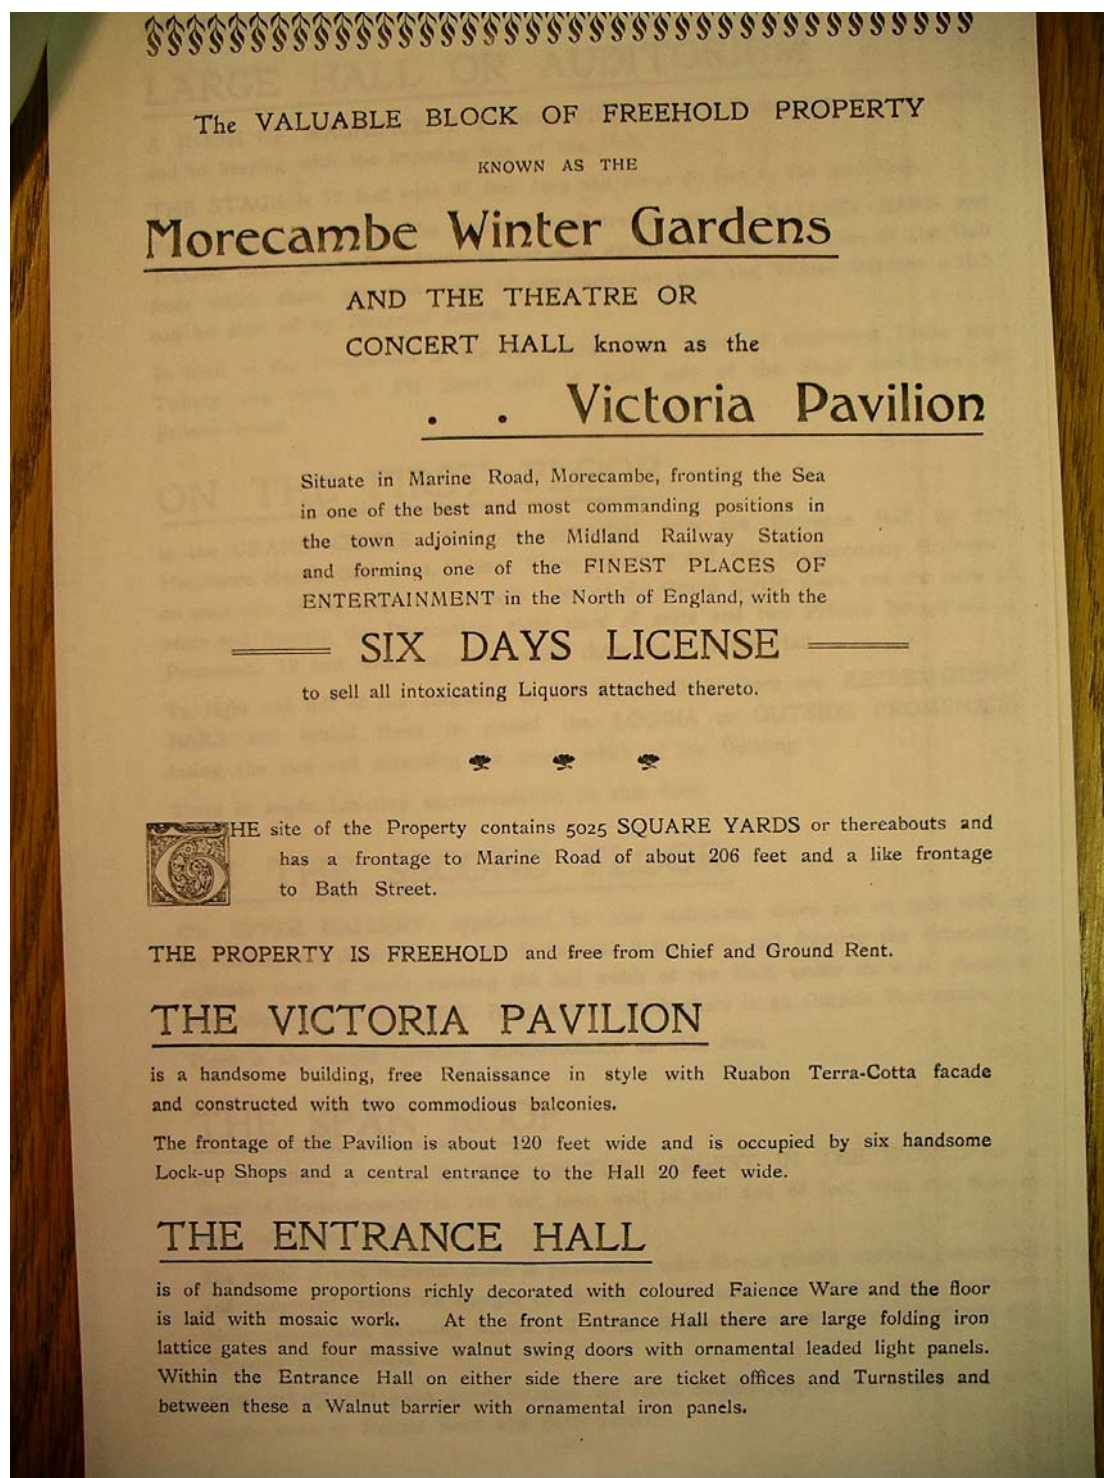 The VALUABLE BLOCK OF FREEHOLD PROPERTY
KNOWN AS THE
Morecambe Winter Gardens
AND THE THEATRE OR
CONCERT HALL known as the
. . Victoria Pavilion
Situate in Marine Road, Morecambe, fronting the Sea
in one of the best and most commanding positions in
the town adjoining the Midland Railway Station
and forming one of the FINEST PLACES OF
ENTERTAINMENT in the North of England, with the
SIX DAYS LICENSE
to sell all intoxicating Liquors attached thereto.
THE site of the Property contains 5025 SQUARE YARDS or thereabouts and
has a frontage to Marine Road of about 206 feet and a like frontage
to Bath Street.
THE PROPERTY IS FREEHOLD and free from Chief and Ground Rent.
THE VICTORIA PAVILION
is a handsome building, free Renaissance in style with Ruabon Terra-Cotta facade
and constructed with two commodious balconies.
The frontage of the Pavilion is about 120 feet wide and is occupied by six handsome
Lock-up Shops and a central entrance to the Hall 20 feet wide.
THE ENTRANCE HALL
is of handsome proportions richly decorated with coloured Faience Ware and the floor
is laid with mosaic work. At the front Entrance Hall there are large folding iron
lattice gates and four massive walnut swing doors with ornamental leaded light panels.
Within the Entrance Hall on either side there are ticket offices and Turnstiles and
between these a Walnut barrier with ornamental iron panels.